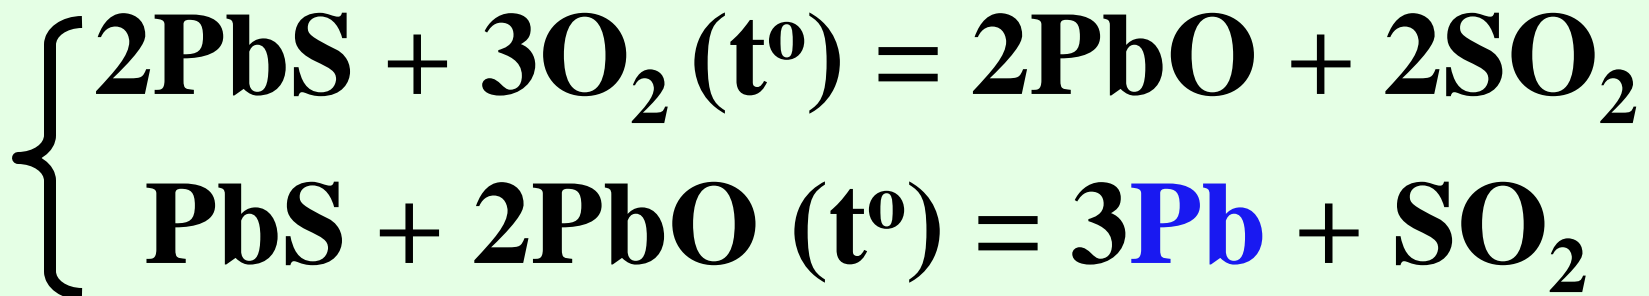 2PbS + 3O₂ (tº) = 2PbO + 2SO₂
PbS + 2PbO (tº) = 3Pb + SO₂